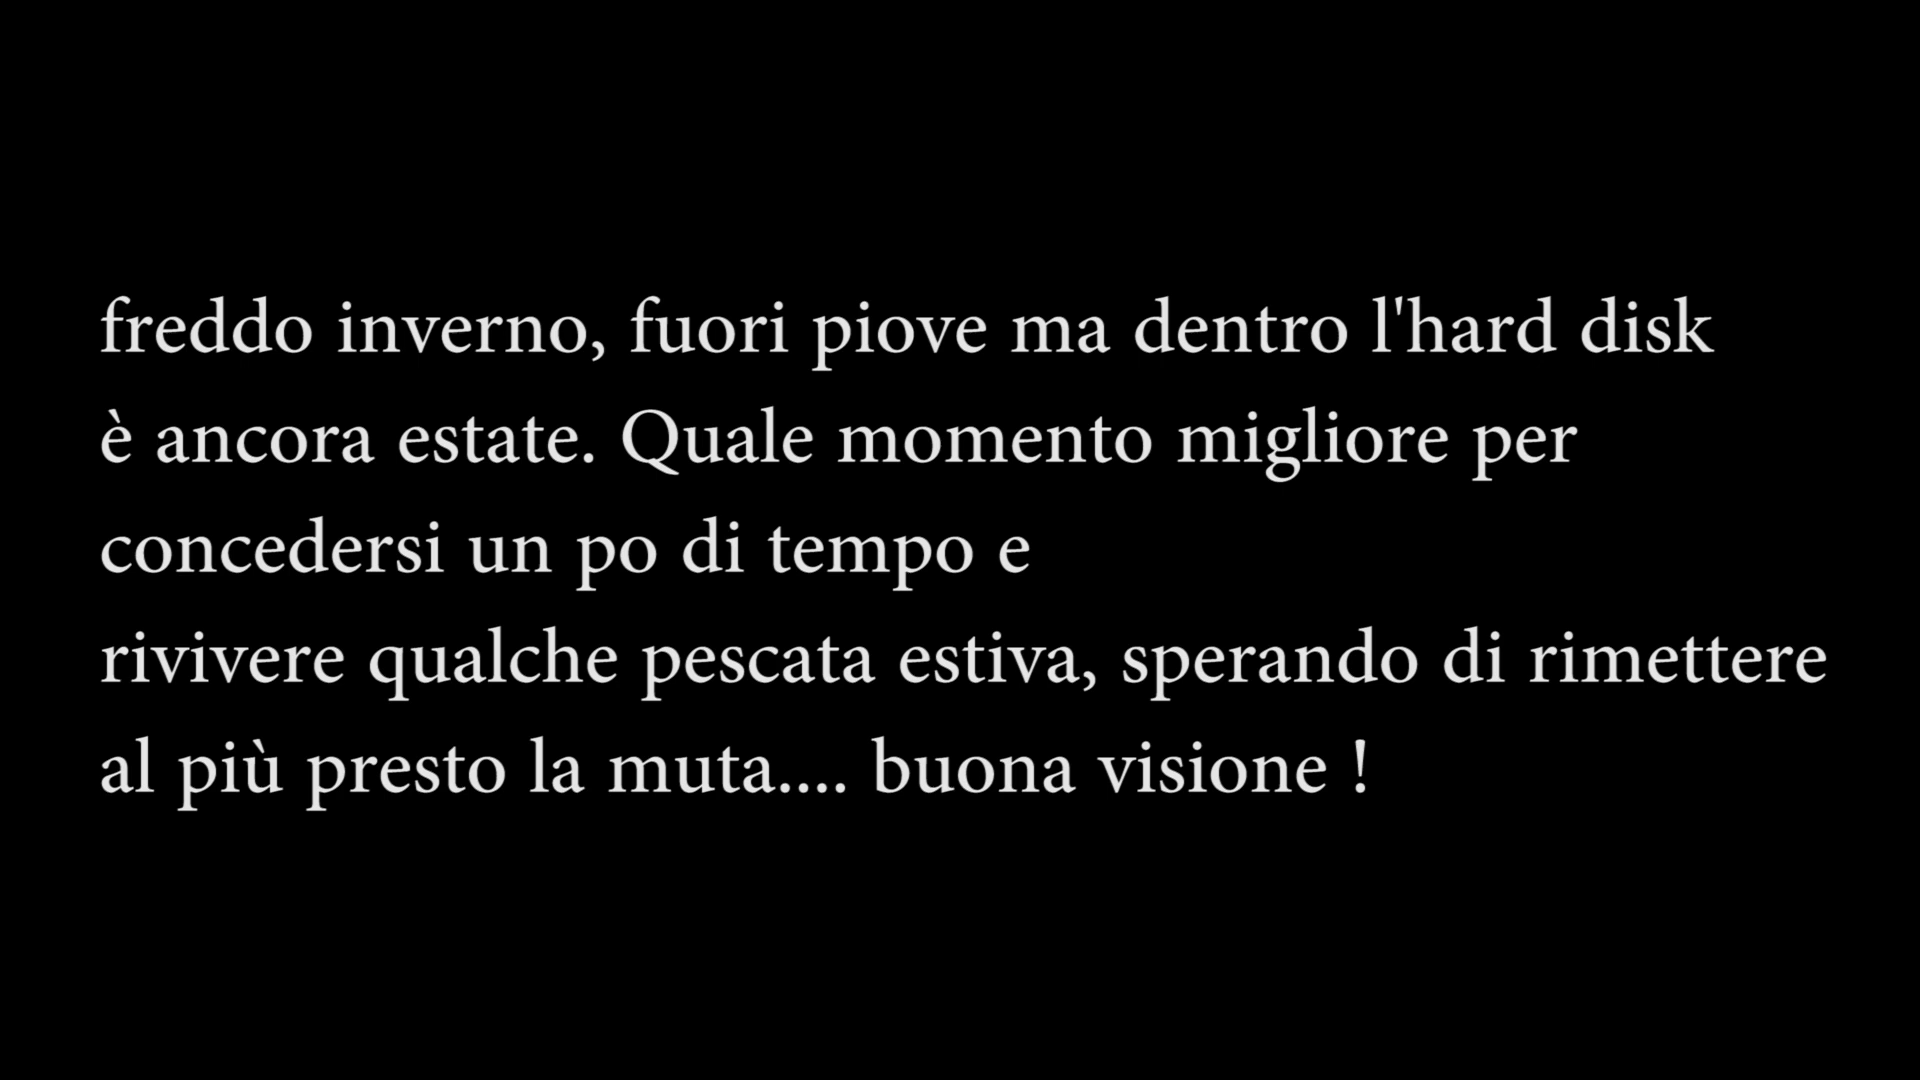 freddo inverno, fuori piove ma dentro l'hard disk
è ancora estate. Quale momento migliore per
concedersi un po di tempo e
rivivere qualche pescata estiva, sperando di rimettere
al più presto la muta.... buona visione !